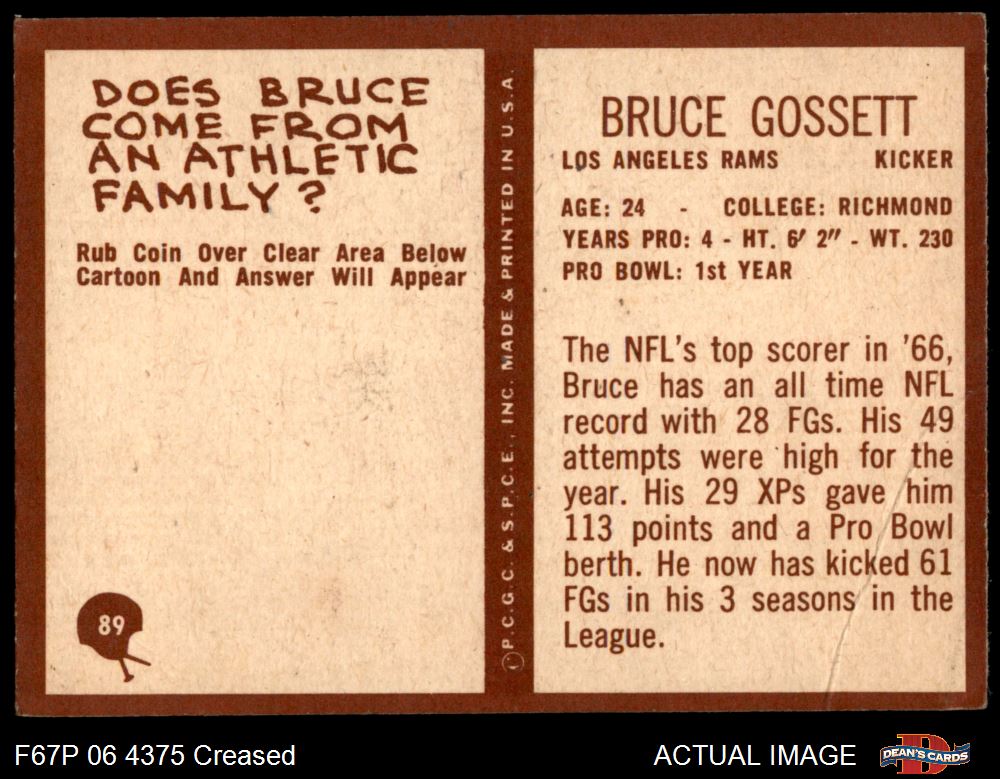 DOES BRUCE
COME FROM
AN ATHLETIC
FAMILY?
Rub Coin Over Clear Area Below
Cartoon And Answer Will Appear
89
© P.C.G.C. & S.P.C.E., INC. MADE & PRINTED IN U.S.A.
BRUCE GOSSETT
LOS ANGELES RAMS KICKER
AGE: 24 - COLLEGE: RICHMOND
YEARS PRO: 4 - HT. 6' 2" - WT. 230
PRO BOWL: 1st YEAR
The NFL's top scorer in '66,
Bruce has an all time NFL
record with 28 FGs. His 49
attempts were high for the
year. His 29 XPs gave him
113 points and a Pro Bowl
berth. He now has kicked 61
FGs in his 3 seasons in the
League.
F67P 06 4375 Creased
ACTUAL IMAGE
DEAN'S CARDS